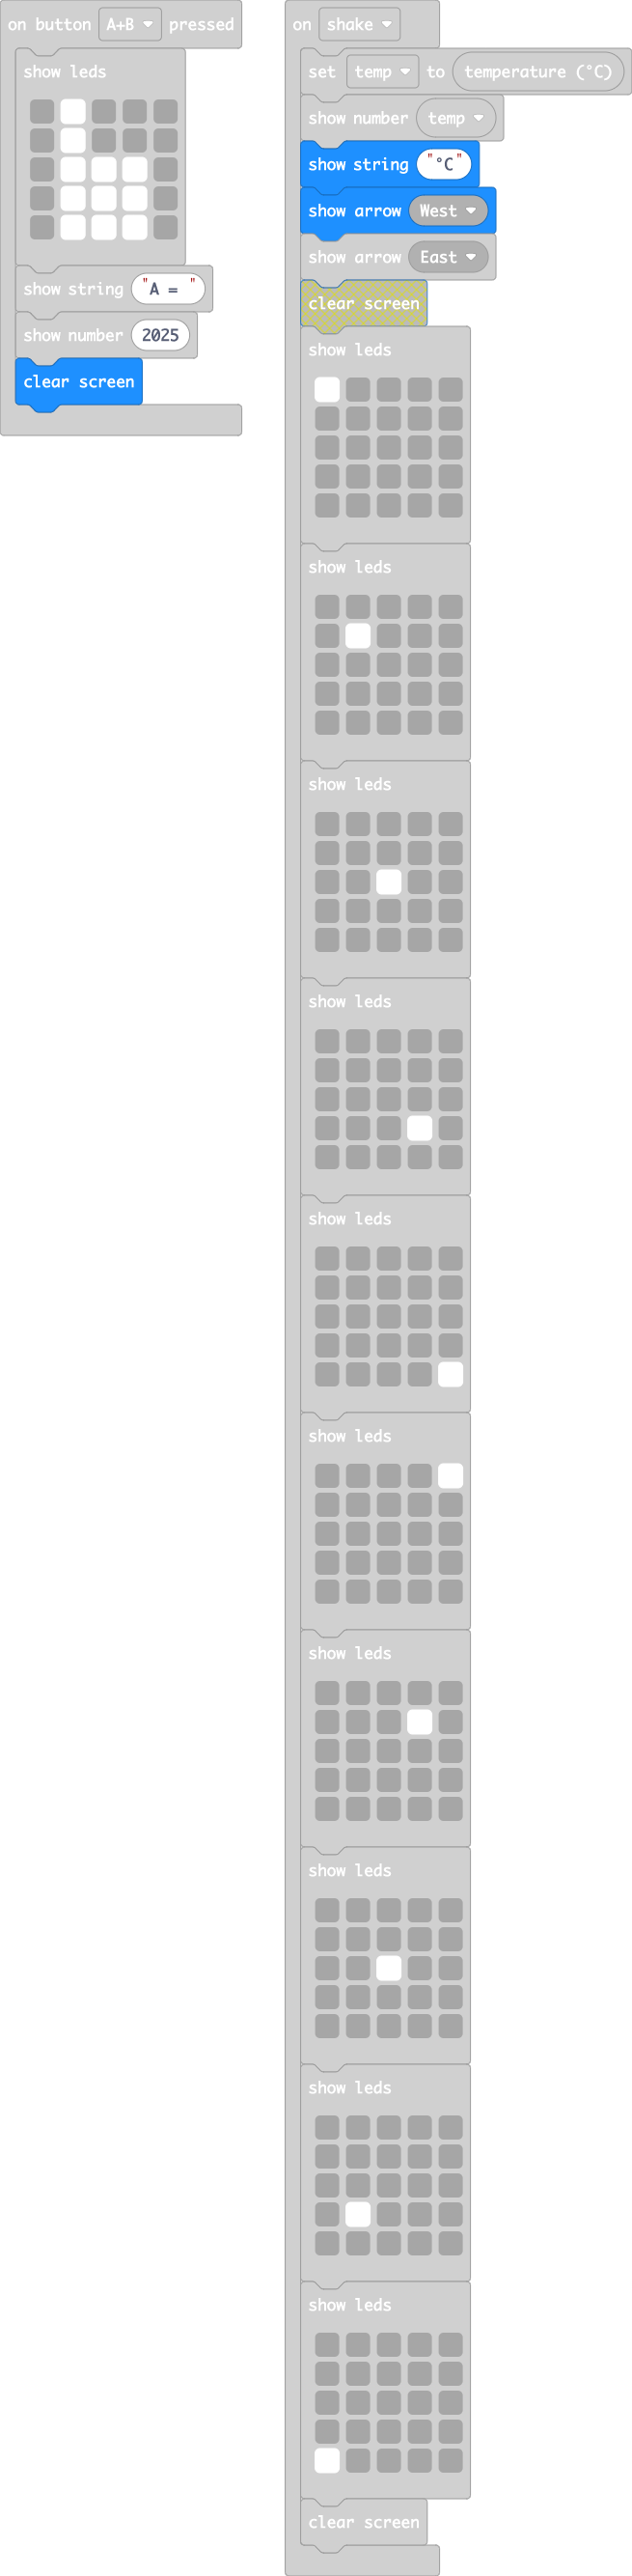 on button A+B pressed
show leds
show string "A = "
show number 2025
clear screen
on shake
set temp to temperature (°C)
show number temp
show string "°C"
show arrow West
show arrow East
clear screen
show leds
show leds
show leds
show leds
show leds
show leds
show leds
show leds
show leds
show leds
clear screen